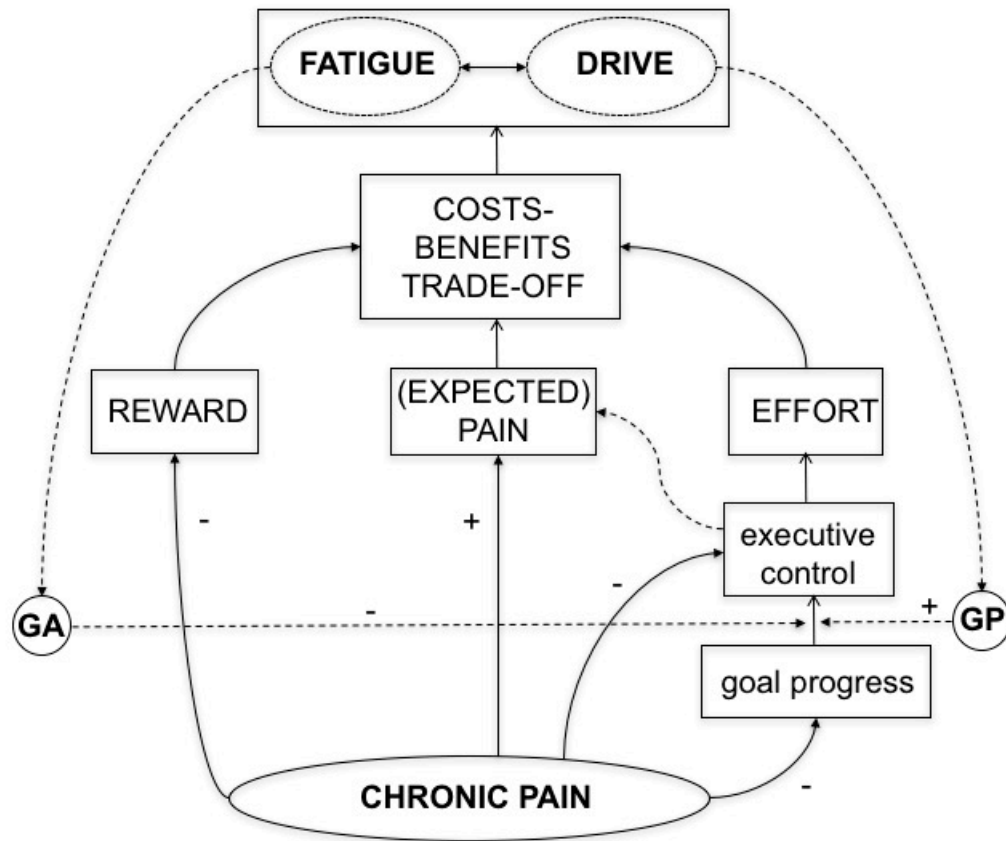 FATIGUE
DRIVE
COSTS-
BENEFITS
TRADE-OFF
REWARD
(EXPECTED)
PAIN
EFFORT
-
+
executive
control
-
GA
-
+
GP
goal progress
CHRONIC PAIN
-